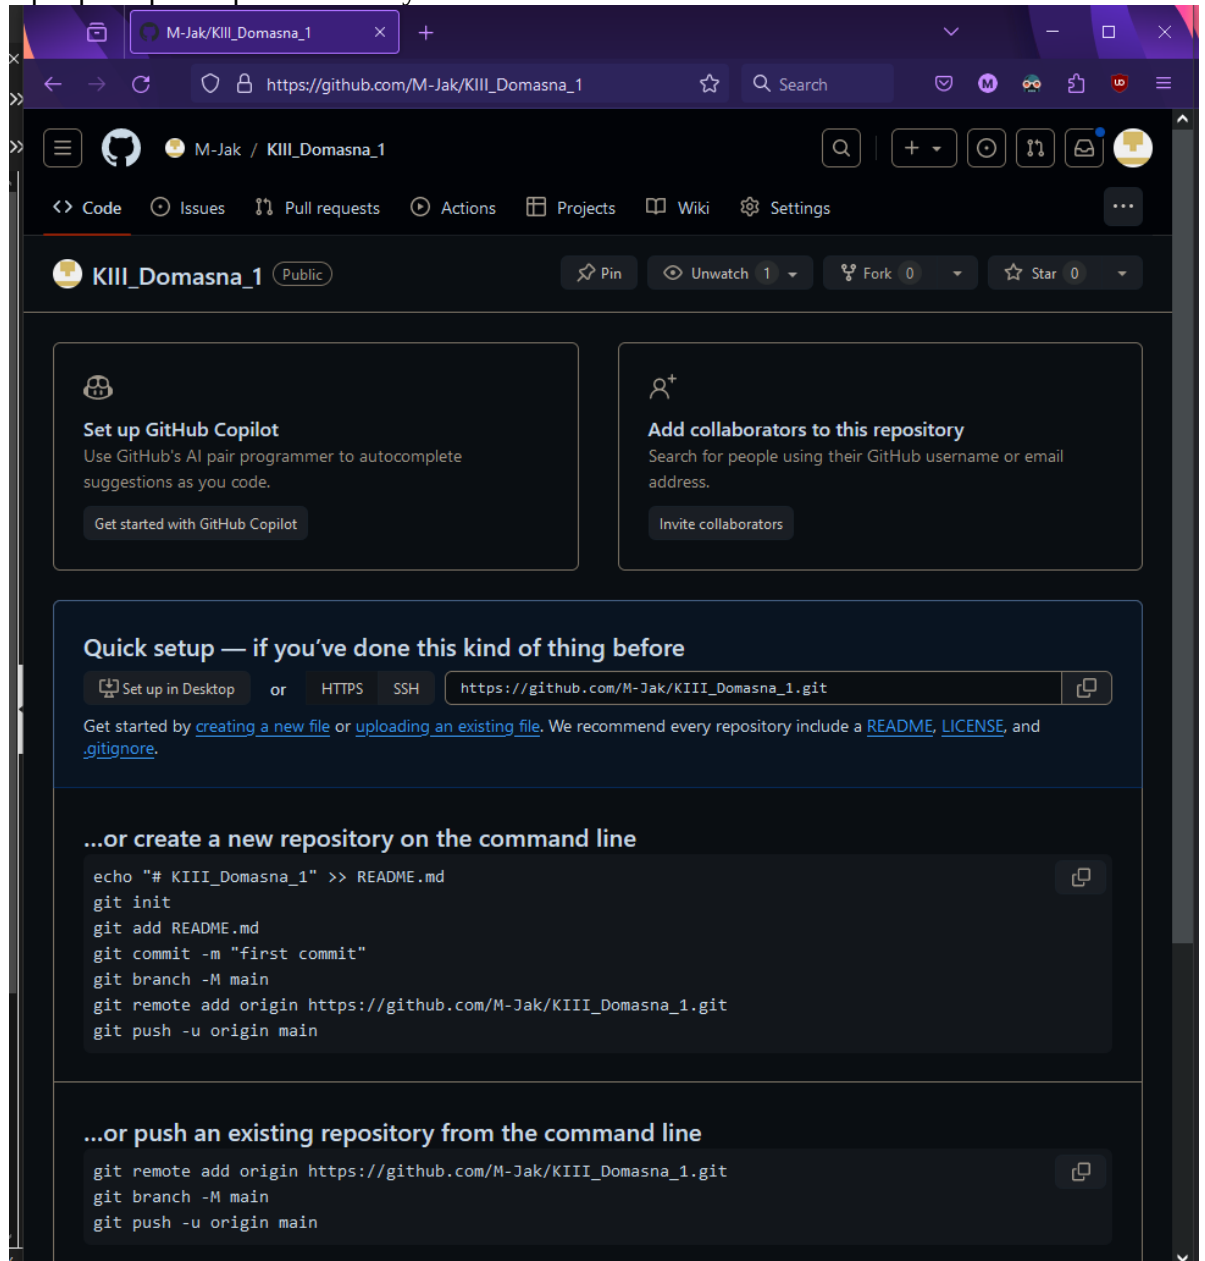 M-Jak/KIII_Domasna_1
https://github.com/M-Jak/KIII_Domasna_1
Search
M
M-Jak / KIII_Domasna_1
Code
Issues
Pull requests
Actions
Projects
Wiki
Settings
KIII_Domasna_1 Public
Pin
Unwatch 1
Fork 0
Star 0
Set up GitHub Copilot
Use GitHub's AI pair programmer to autocomplete
suggestions as you code.
Get started with GitHub Copilot
Add collaborators to this repository
Search for people using their GitHub username or email
address.
Invite collaborators
Quick setup — if you've done this kind of thing before
Set up in Desktop or HTTPS SSH https://github.com/M-Jak/KIII_Domasna_1.git
Get started by creating a new file or uploading an existing file. We recommend every repository include a README, LICENSE, and
.gitignore.
…or create a new repository on the command line
echo "# KIII_Domasna_1" >> README.md
git init
git add README.md
git commit -m "first commit"
git branch -M main
git remote add origin https://github.com/M-Jak/KIII_Domasna_1.git
git push -u origin main
…or push an existing repository from the command line
git remote add origin https://github.com/M-Jak/KIII_Domasna_1.git
git branch -M main
git push -u origin main